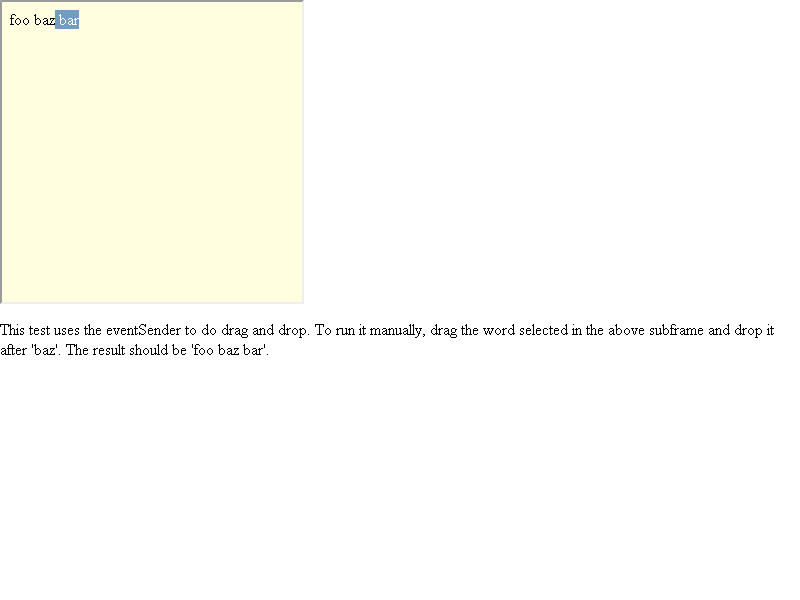 foo baz bar
This test uses the eventSender to do drag and drop. To run it manually, drag the word selected in the above subframe and drop it
after 'baz'. The result should be 'foo baz bar'.